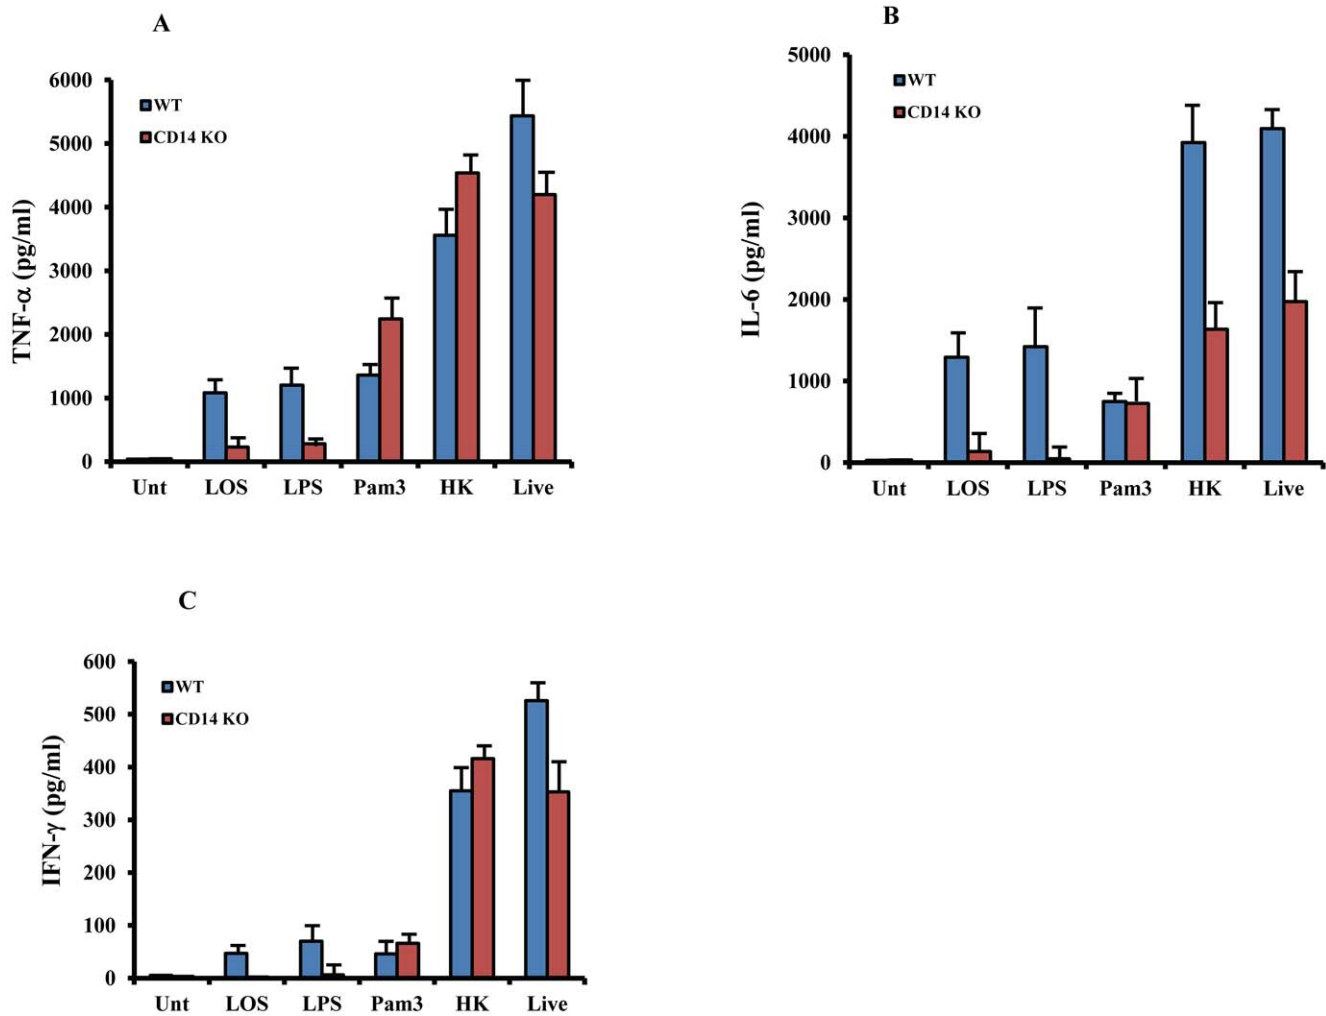 A
TNF-α (pg/ml)
6000
5000
4000
3000
2000
1000
0
WT
CD14 KO
Unt LOS LPS Pam3 HK Live
B
IL-6 (pg/ml)
5000
4000
3000
2000
1000
0
WT
CD14 KO
Unt LOS LPS Pam3 HK Live
C
IFN-γ (pg/ml)
600
500
400
300
200
100
0
WT
CD14 KO
Unt LOS LPS Pam3 HK Live